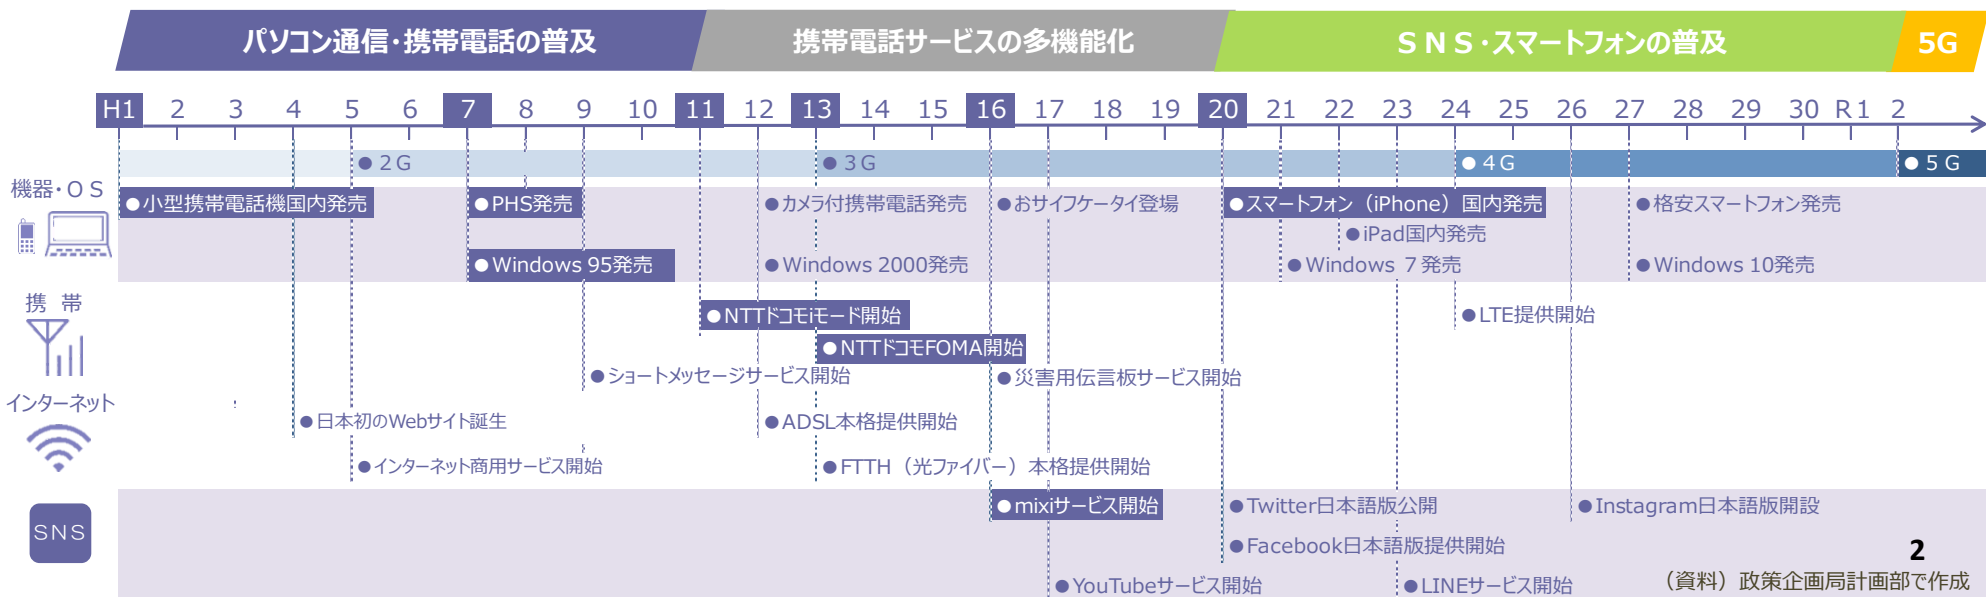 パソコン通信・携帯電話の普及 携帯電話サービスの多機能化 ＳＮＳ・スマートフォンの普及 5G
H1 2 3 4 5 6 7 8 9 10 11 12 13 14 15 16 17 18 19 20 21 22 23 24 25 26 27 28 29 30 R1 2
●２G ●３G ●４G ●５G
機器・ＯＳ
●小型携帯電話機国内発売 ●PHS発売 ●カメラ付携帯電話発売 ●おサイフケータイ登場 ●スマートフォン（iPhone）国内発売 ●格安スマートフォン発売
●iPad国内発売
●Windows 95発売 ●Windows 2000発売 ●Windows ７発売 ●Windows 10発売
携 帯
●NTTドコモiモード開始 ●LTE提供開始
●NTTドコモFOMA開始
●ショートメッセージサービス開始 ●災害用伝言板サービス開始
インターネット
●日本初のWebサイト誕生 ●ADSL本格提供開始
●インターネット商用サービス開始 ●FTTH（光ファイバー）本格提供開始
SNS
●mixiサービス開始 ●Twitter日本語版公開 ●Instagram日本語版開設
●Facebook日本語版提供開始
●YouTubeサービス開始 ●LINEサービス開始
2
（資料）政策企画局計画部で作成